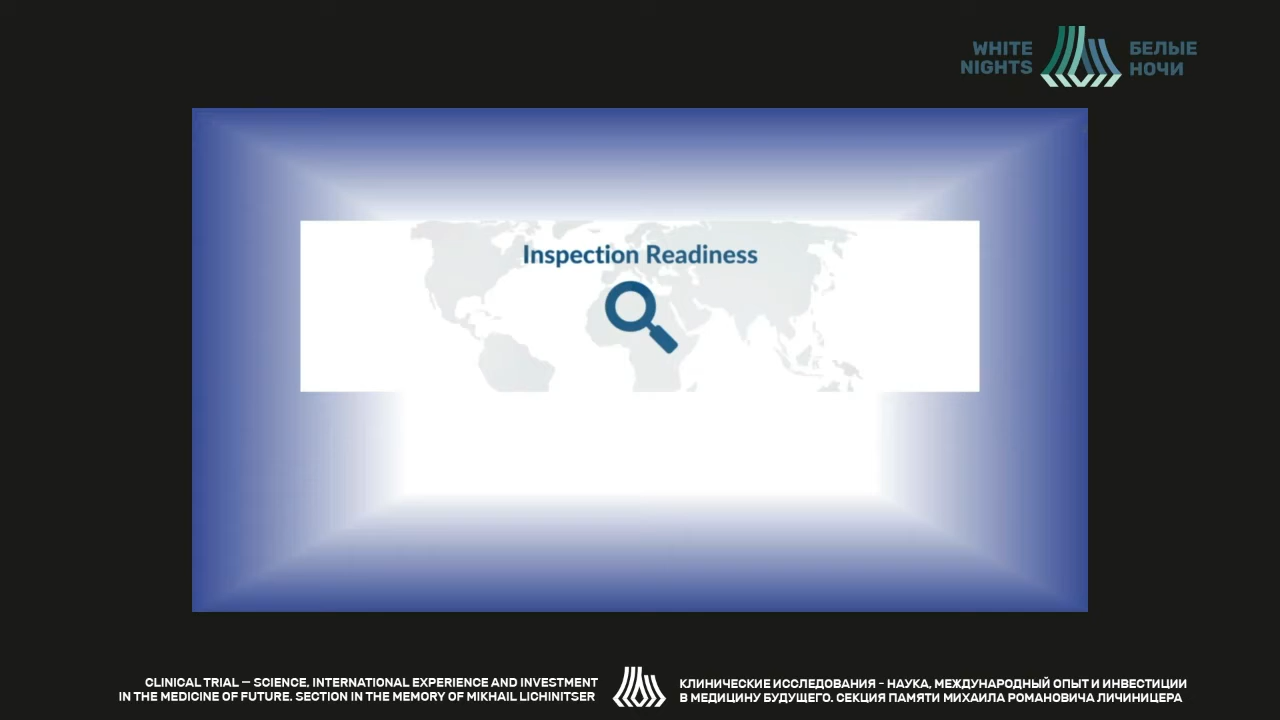 WHITE
NIGHTS
БЕЛЫЕ
НОЧИ
Inspection Readiness
CLINICAL TRIAL – SCIENCE, INTERNATIONAL EXPERIENCE AND INVESTMENT
IN THE MEDICINE OF FUTURE. SECTION IN THE MEMORY OF MIKHAIL LICHINITSER
КЛИНИЧЕСКИЕ ИССЛЕДОВАНИЯ - НАУКА, МЕЖДУНАРОДНЫЙ ОПЫТ И ИНВЕСТИЦИИ
В МЕДИЦИНУ БУДУЩЕГО. СЕКЦИЯ ПАМЯТИ МИХАИЛА РОМАНОВИЧА ЛИЧИНИЦЕРА